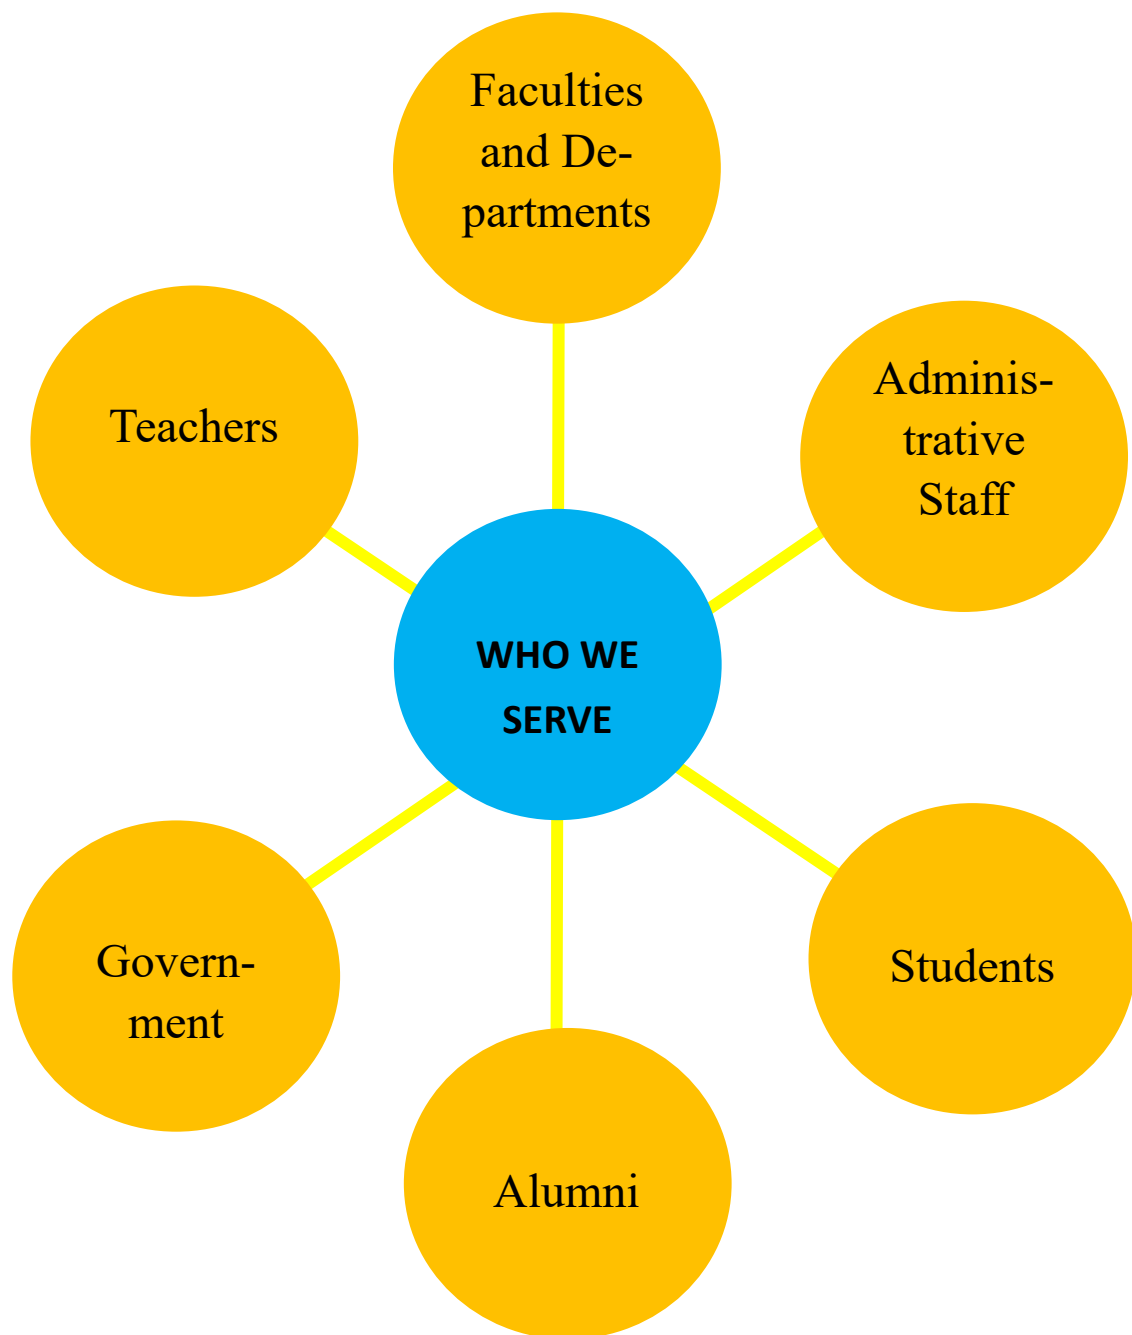 Faculties
and De-
partments
Teachers
Adminis-
trative
Staff
WHO WE
SERVE
Govern-
ment
Students
Alumni